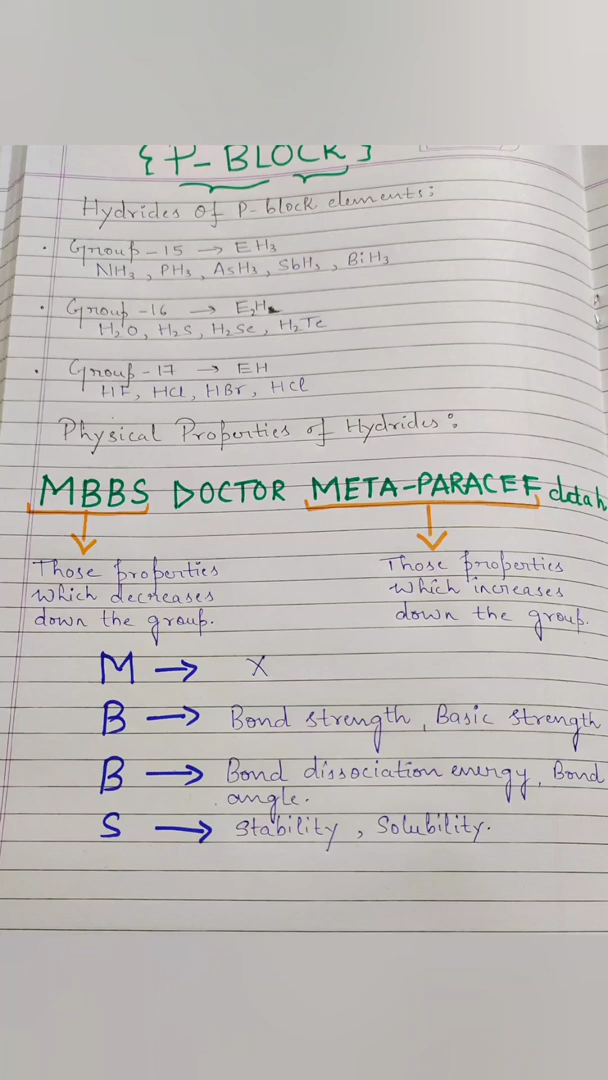 {P-BLOCK}
Hydrides of P-block elements:
• Group-15 → EH₃
NH₃, PH₃, AsH₃, SbH₃, BiH₃
• Group-16 → E₂H
H₂O, H₂S, H₂Se, H₂Te
• Group-17 → EH
HF, HCl, HBr, HCl
Physical Properties of Hydrides:
MBBS DOCTOR META-PARACEF
Those properties
which decreases
down the group.
Those properties
which increases
down the group.
M → X
B → Bond strength, Basic strength
B → Bond dissociation energy, Bond
angle.
S → Stability, Solubility.